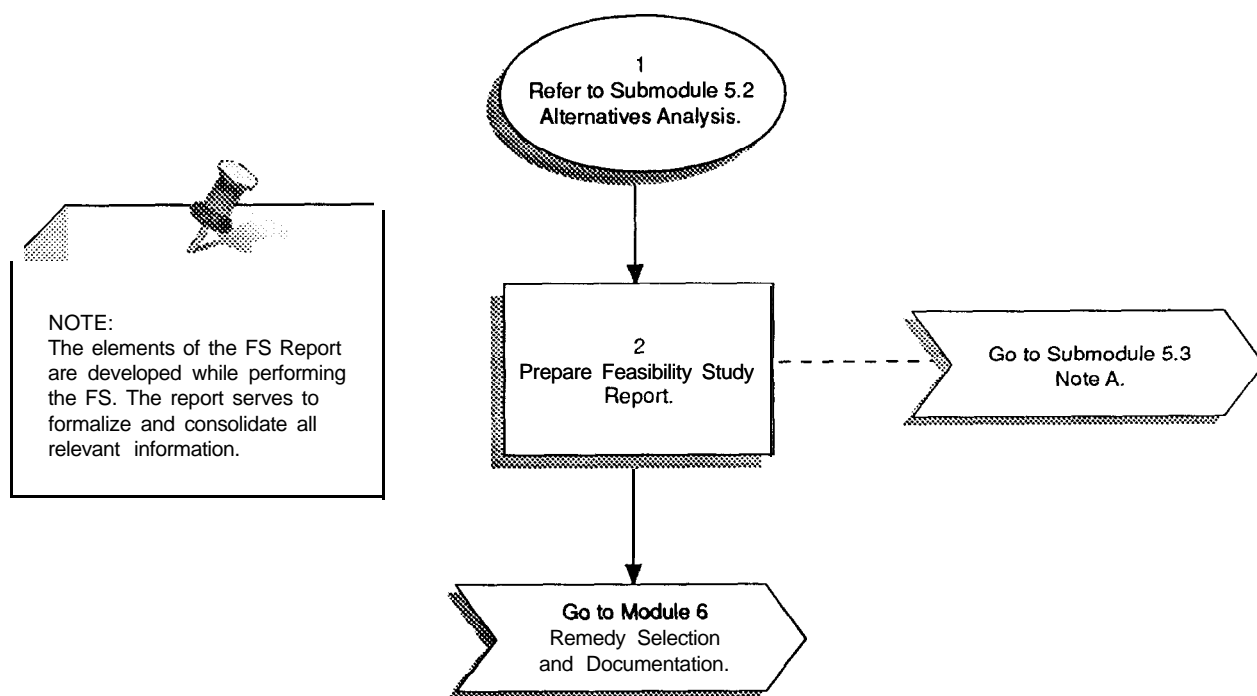 1
Refer to Submodule 5.2
Alternatives Analysis.
NOTE:
The elements of the FS Report
are developed while performing
the FS. The report serves to
formalize and consolidate all
relevant information.
2
Prepare Feasibility Study
Report.
Go to Submodule 5.3
Note A.
Go to Module 6
Remedy Selection
and Documentation.